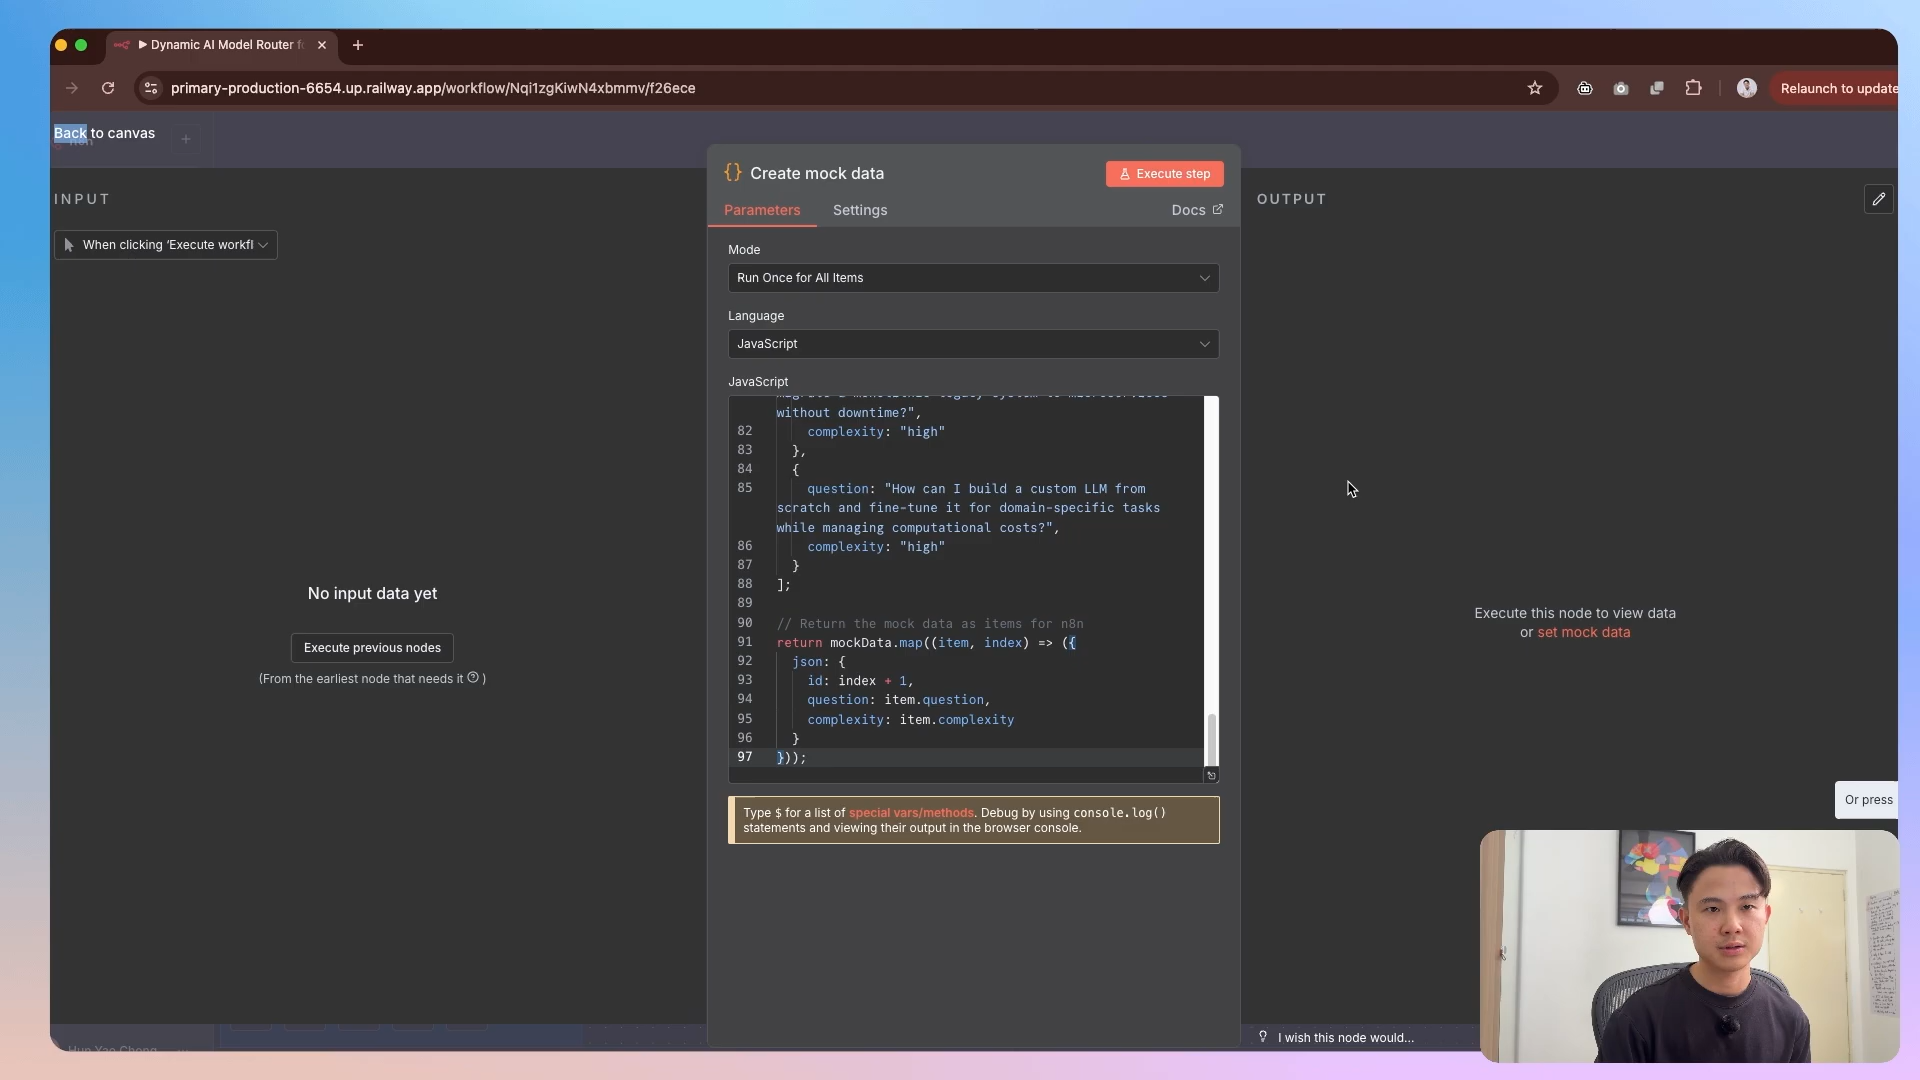 Dynamic AI Model Router f
primary-production-6654.up.railway.app/workflow/Nqi1zgKiwN4xbmmv/f26ece
Relaunch to update
Back to canvas
INPUT
When clicking 'Execute workfl
No input data yet
Execute previous nodes
(From the earliest node that needs it ? )
{} Create mock data
Execute step
Parameters
Settings
Docs
Mode
Run Once for All Items
Language
JavaScript
JavaScript
migrate a monolithic legacy system to microservices
without downtime?",
82 complexity: "high"
83 },
84 {
85 question: "How can I build a custom LLM from
scratch and fine-tune it for domain-specific tasks
while managing computational costs?",
86 complexity: "high"
87 }
88 ];
89
90 // Return the mock data as items for n8n
91 return mockData.map((item, index) => ({
92 json: {
93 id: index + 1,
94 question: item.question,
95 complexity: item.complexity
96 }
97 }));
Type $ for a list of special vars/methods. Debug by using console.log()
statements and viewing their output in the browser console.
OUTPUT
Execute this node to view data
or set mock data
Or press
I wish this node would...